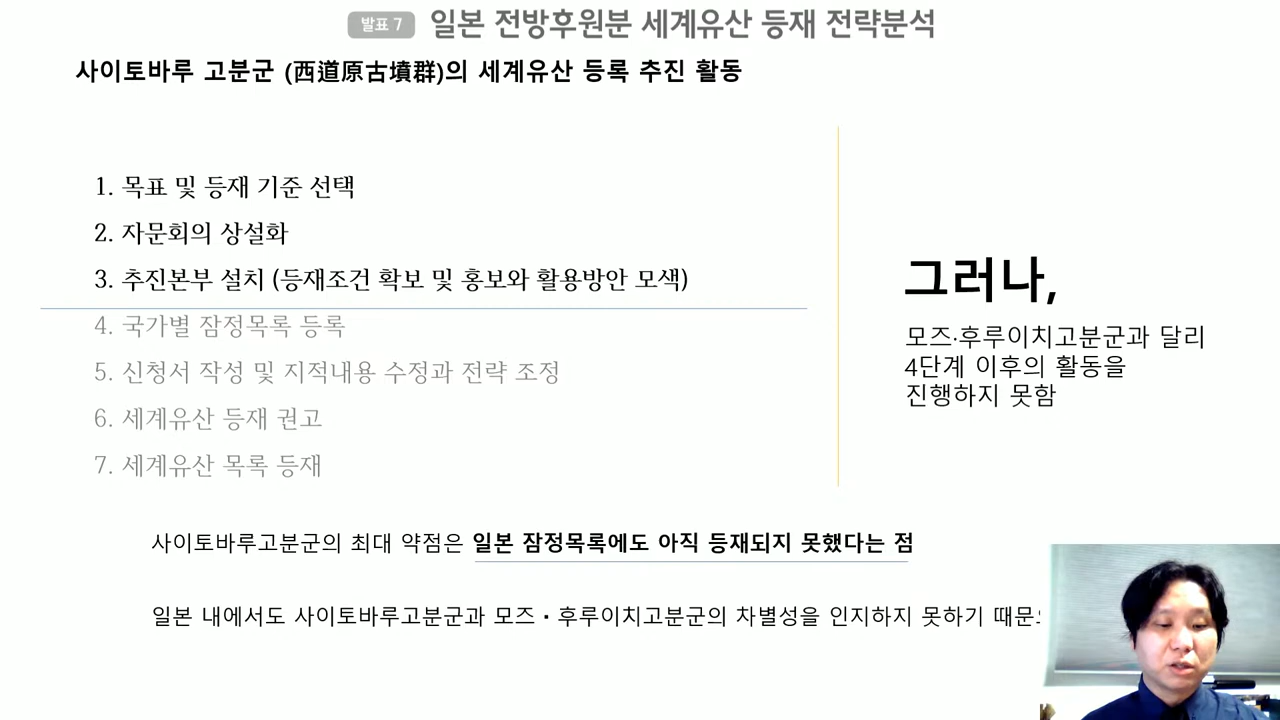 발표 7 일본 전방후원분 세계유산 등재 전략분석
사이토바루 고분군 (西道原古墳群)의 세계유산 등록 추진 활동
1. 목표 및 등재 기준 선택
2. 자문회의 상설화
3. 추진본부 설치 (등재조건 확보 및 홍보와 활용방안 모색)
4. 국가별 잠정목록 등록
5. 신청서 작성 및 지적내용 수정과 전략 조정
6. 세계유산 등재 권고
7. 세계유산 목록 등재
그러나,
모즈·후루이치고분군과 달리
4단계 이후의 활동을
진행하지 못함
사이토바루고분군의 최대 약점은 일본 잠정목록에도 아직 등재되지 못했다는 점
일본 내에서도 사이토바루고분군과 모즈・후루이치고분군의 차별성을 인지하지 못하기 때문